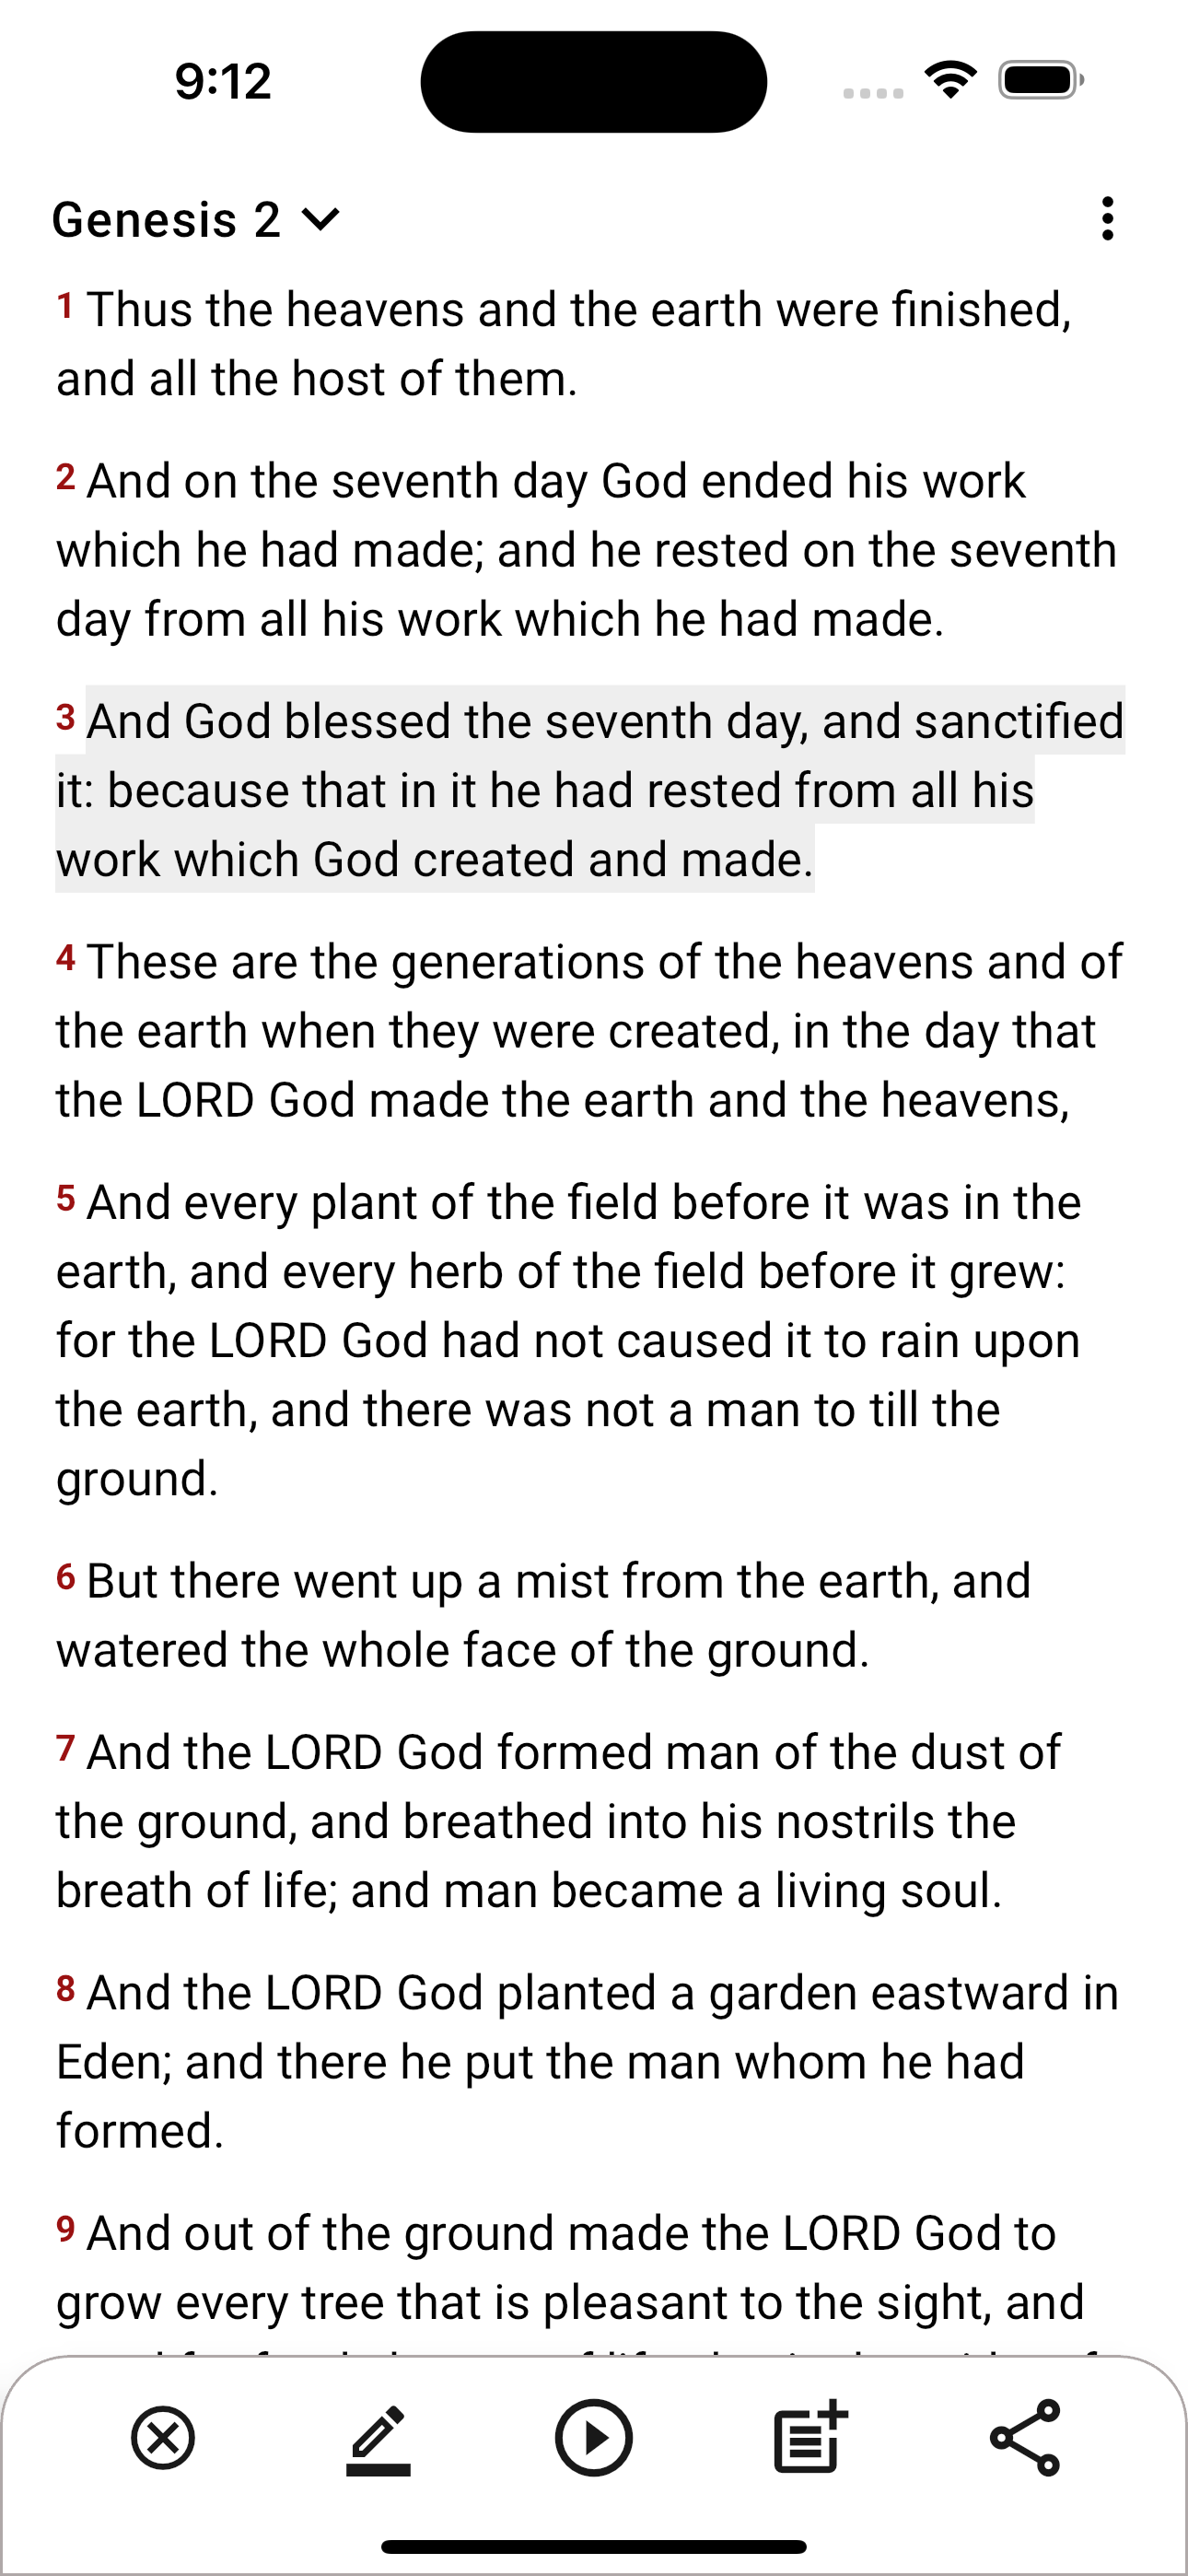 9:12
Genesis 2
1 Thus the heavens and the earth were finished,
and all the host of them.
2 And on the seventh day God ended his work
which he had made; and he rested on the seventh
day from all his work which he had made.
3 And God blessed the seventh day, and sanctified
it: because that in it he had rested from all his
work which God created and made.
4 These are the generations of the heavens and of
the earth when they were created, in the day that
the LORD God made the earth and the heavens,
5 And every plant of the field before it was in the
earth, and every herb of the field before it grew:
for the LORD God had not caused it to rain upon
the earth, and there was not a man to till the
ground.
6 But there went up a mist from the earth, and
watered the whole face of the ground.
7 And the LORD God formed man of the dust of
the ground, and breathed into his nostrils the
breath of life; and man became a living soul.
8 And the LORD God planted a garden eastward in
Eden; and there he put the man whom he had
formed.
9 And out of the ground made the LORD God to
grow every tree that is pleasant to the sight, and